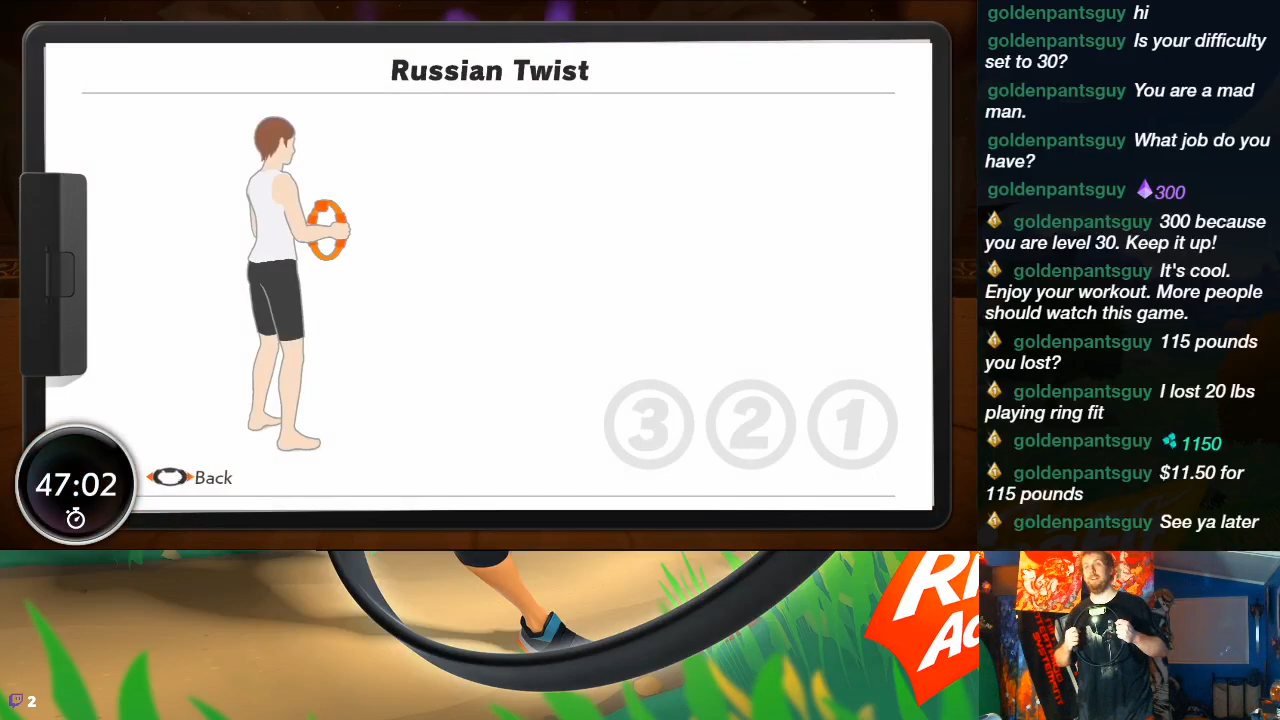 Russian Twist
3 2 1
47:02
Back
goldenpantsguy hi
goldenpantsguy Is your difficulty
set to 30?
goldenpantsguy You are a mad
man.
goldenpantsguy What job do you
have?
goldenpantsguy 300
goldenpantsguy 300 because
you are level 30. Keep it up!
goldenpantsguy It's cool.
Enjoy your workout. More people
should watch this game.
goldenpantsguy 115 pounds
you lost?
goldenpantsguy I lost 20 lbs
playing ring fit
goldenpantsguy 1150
goldenpantsguy $11.50 for
115 pounds
goldenpantsguy See ya later
2